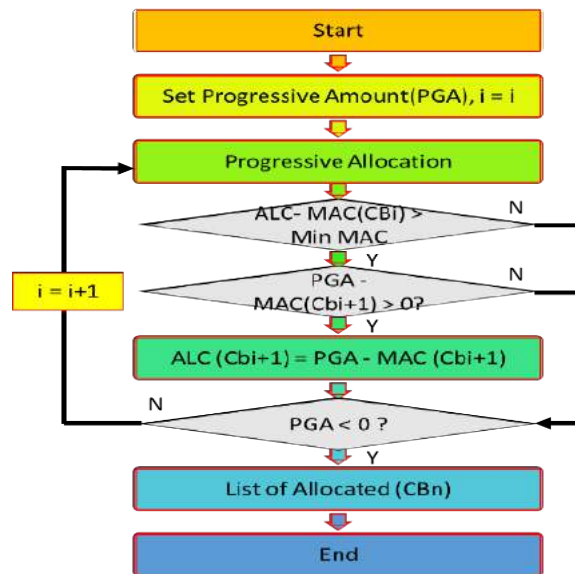 Start
Set Progressive Amount(PGA), i = i
Progressive Allocation
ALC- MAC(CBi) >
Min MAC
N
Y
PGA -
MAC(Cbi+1) > 0?
N
i = i+1
Y
ALC (Cbi+1) = PGA - MAC (Cbi+1)
N
PGA < 0 ?
Y
List of Allocated (CBn)
End